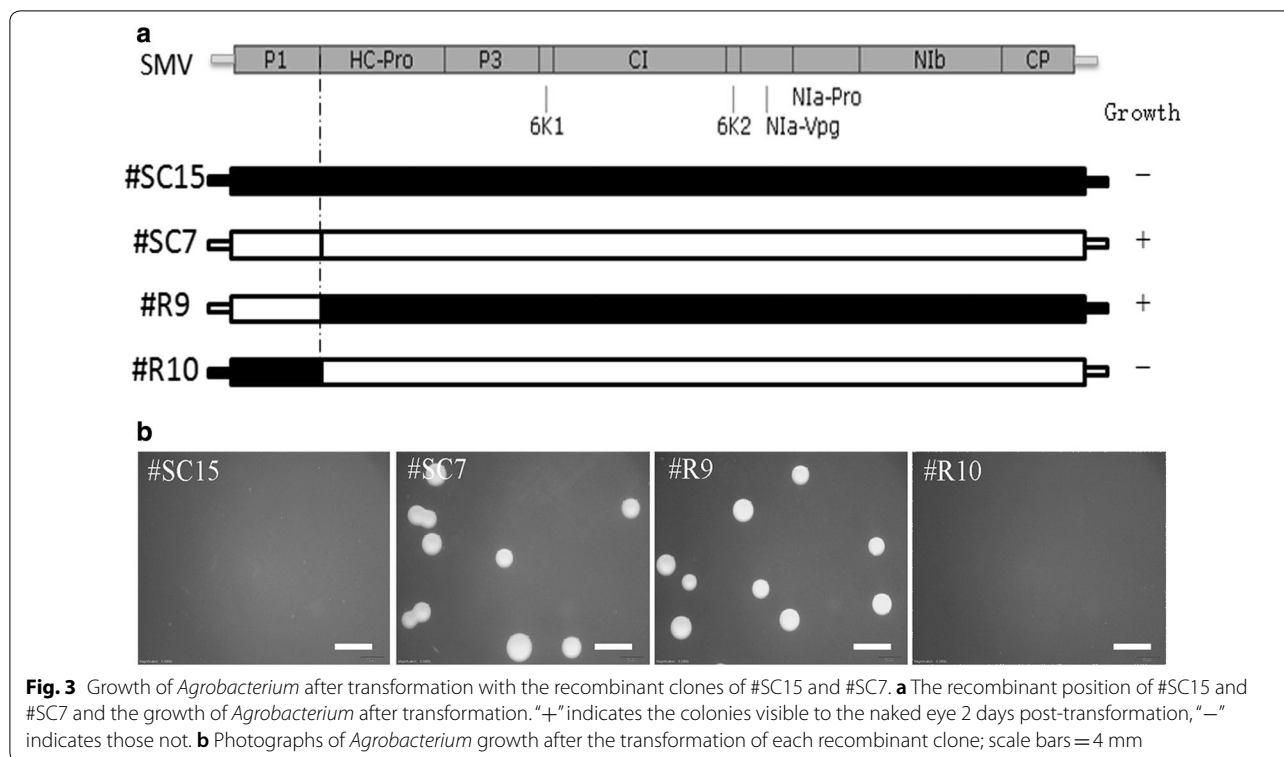 a
SMV P1 HC-Pro P3 CI NIb CP
NIa-Pro
6K1 6K2 NIa-Vpg
Growth
#SC15 −
#SC7 +
#R9 +
#R10 −
b
#SC15 #SC7 #R9 #R10
Fig. 3 Growth of Agrobacterium after transformation with the recombinant clones of #SC15 and #SC7. a The recombinant position of #SC15 and
#SC7 and the growth of Agrobacterium after transformation. “+” indicates the colonies visible to the naked eye 2 days post-transformation, “−”
indicates those not. b Photographs of Agrobacterium growth after the transformation of each recombinant clone; scale bars = 4 mm